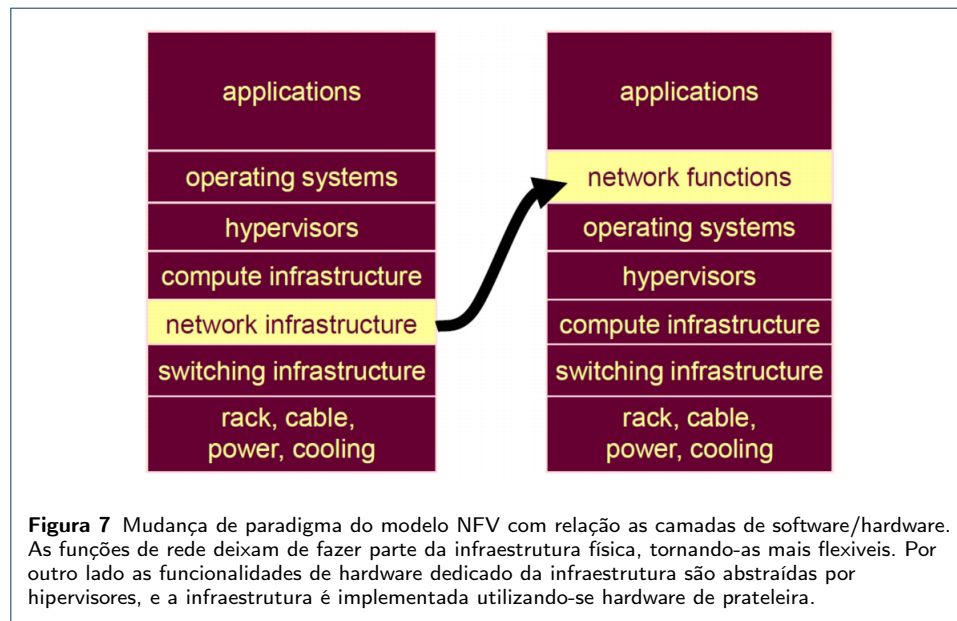 applications
operating systems
hypervisors
compute infrastructure
network infrastructure
switching infrastructure
rack, cable,
power, cooling
applications
network functions
operating systems
hypervisors
compute infrastructure
switching infrastructure
rack, cable,
power, cooling
Figura 7 Mudança de paradigma do modelo NFV com relação as camadas de software/hardware.
As funções de rede deixam de fazer parte da infraestrutura física, tornando-as mais flexiveis. Por
outro lado as funcionalidades de hardware dedicado da infraestrutura são abstraídas por
hipervisores, e a infraestrutura é implementada utilizando-se hardware de prateleira.